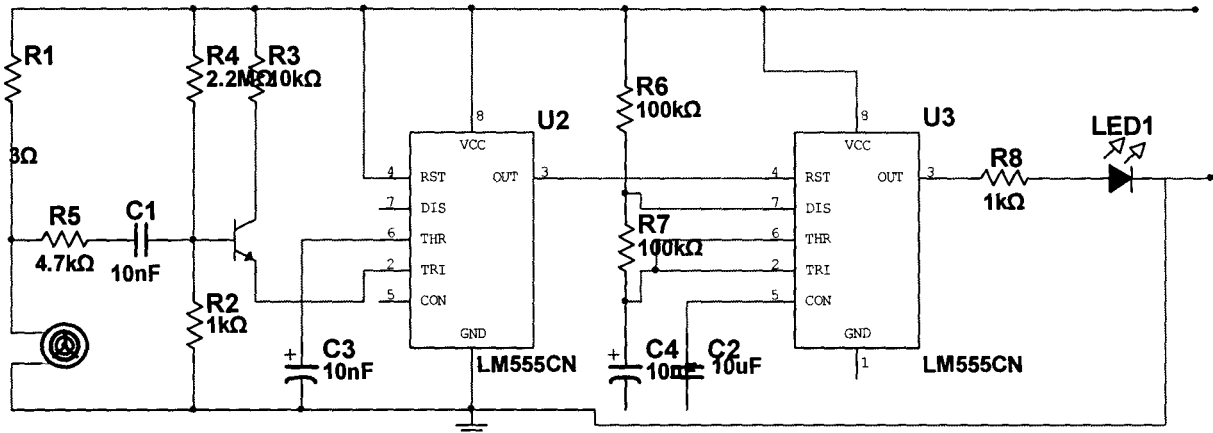 R1
3Ω
R4
2.2MΩ
R3
10kΩ
R5
4.7kΩ
C1
10nF
R2
1kΩ
C3
10nF
U2
LM555CN
8
VCC
4
RST
OUT
3
7
DIS
6
THR
2
TRI
5
CON
GND
R6
100kΩ
R7
100kΩ
C4
C2
10uF
U3
LM555CN
8
VCC
4
RST
OUT
3
7
DIS
6
THR
2
TRI
5
CON
GND
1
R8
1kΩ
LED1